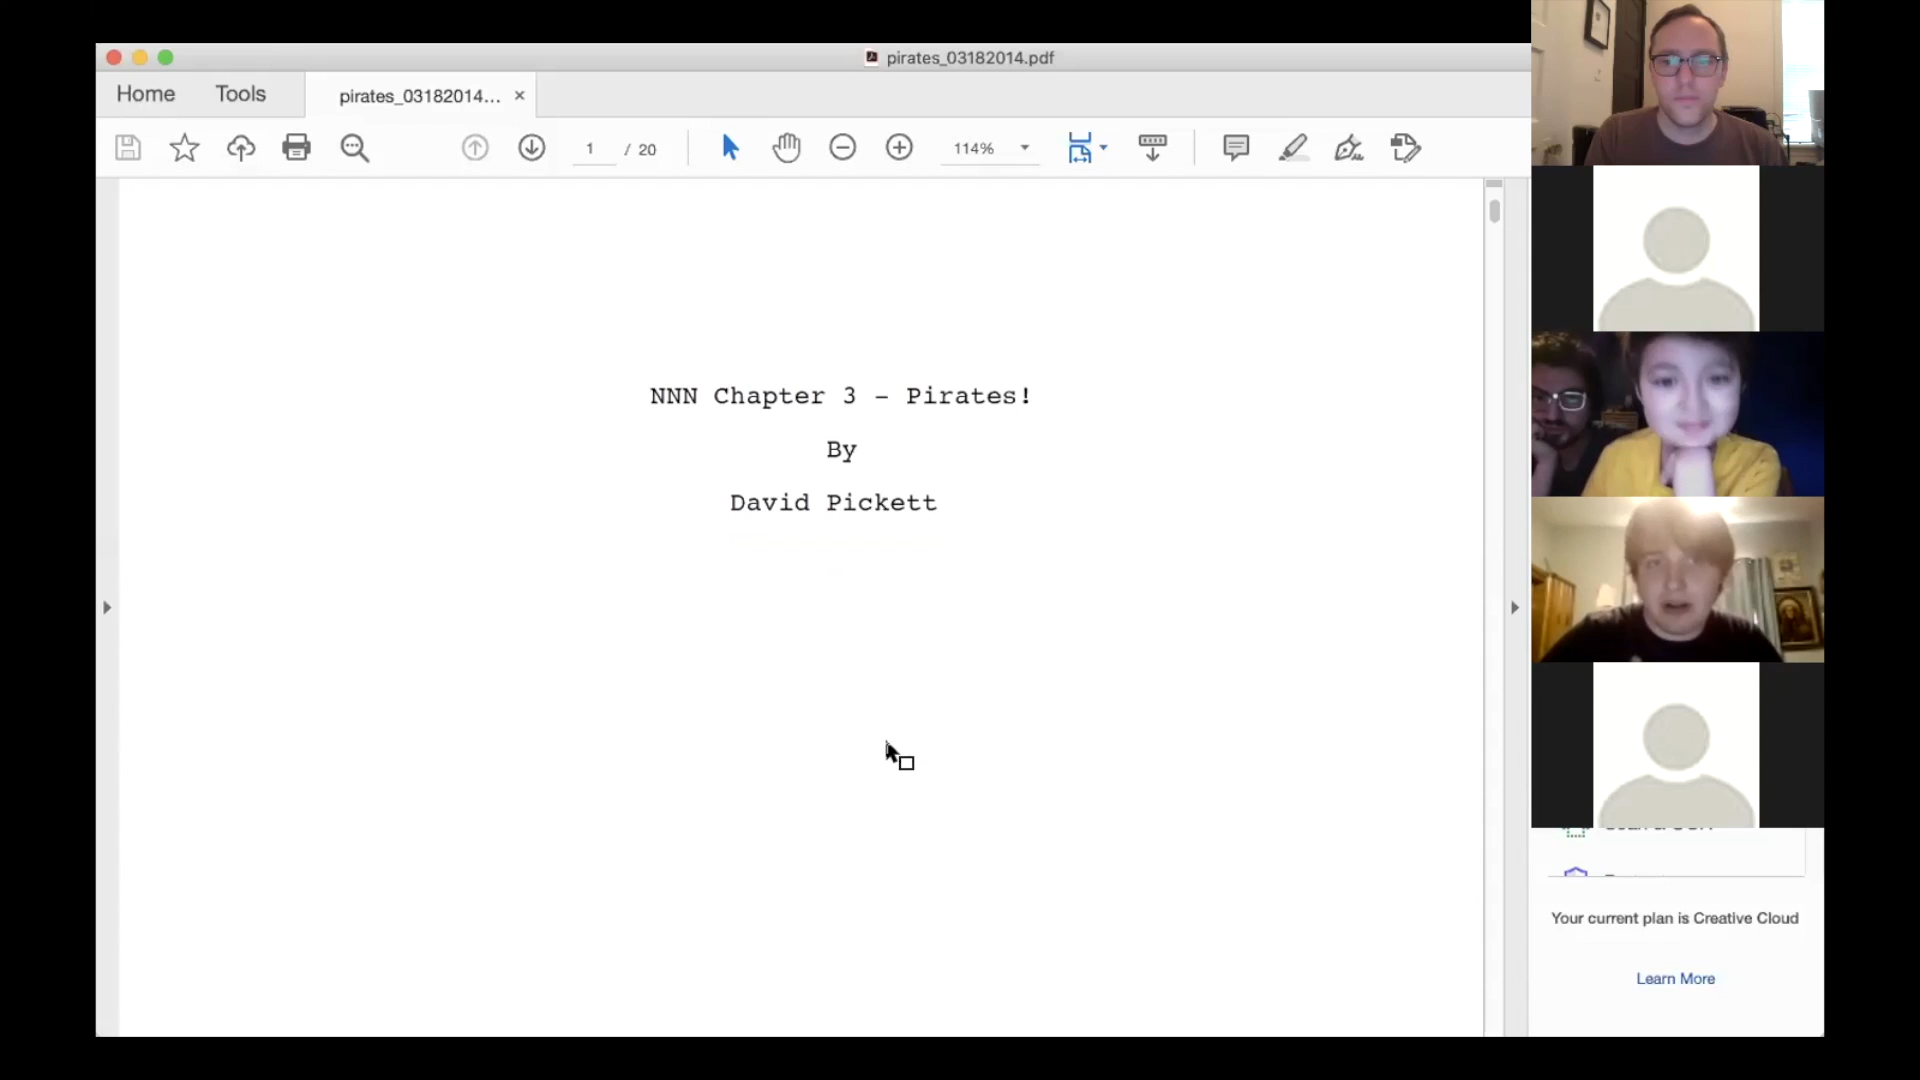 pirates_03182014.pdf
Home
Tools
pirates_03182014...
1 / 20
114%
NNN Chapter 3 – Pirates!
By
David Pickett
Your current plan is Creative Cloud
Learn More